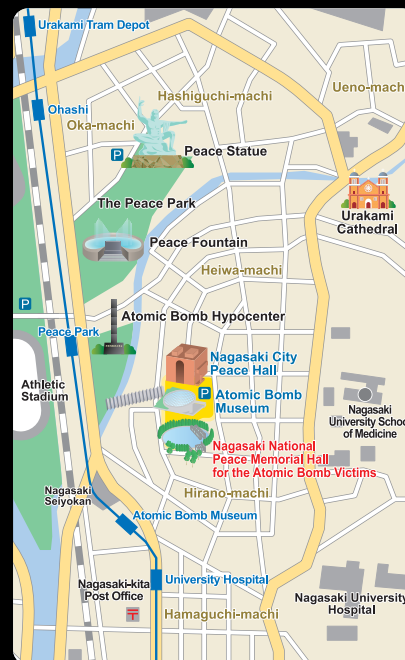 Urakami Tram Depot
Hashiguchi-machi
Ueno-mach
Ohashi
Oka-machi
P
Peace Statue
The Peace Park
Urakami
Cathedral
Peace Fountain
Heiwa-machi
P
Atomic Bomb Hypocenter
Peace Park
Nagasaki City
Peace Hall
Athletic
Stadium
P
Atomic Bomb
Museum
Nagasaki
University Schoo
of Medicine
Nagasaki National
Peace Memorial Hall
for the Atomic Bomb Victims
Nagasaki
Seiyokan
Hirano-machi
Atomic Bomb Museum
Nagasaki-kita
Post Office
University Hospital
〒
Nagasaki University
Hospital
Hamaguchi-machi